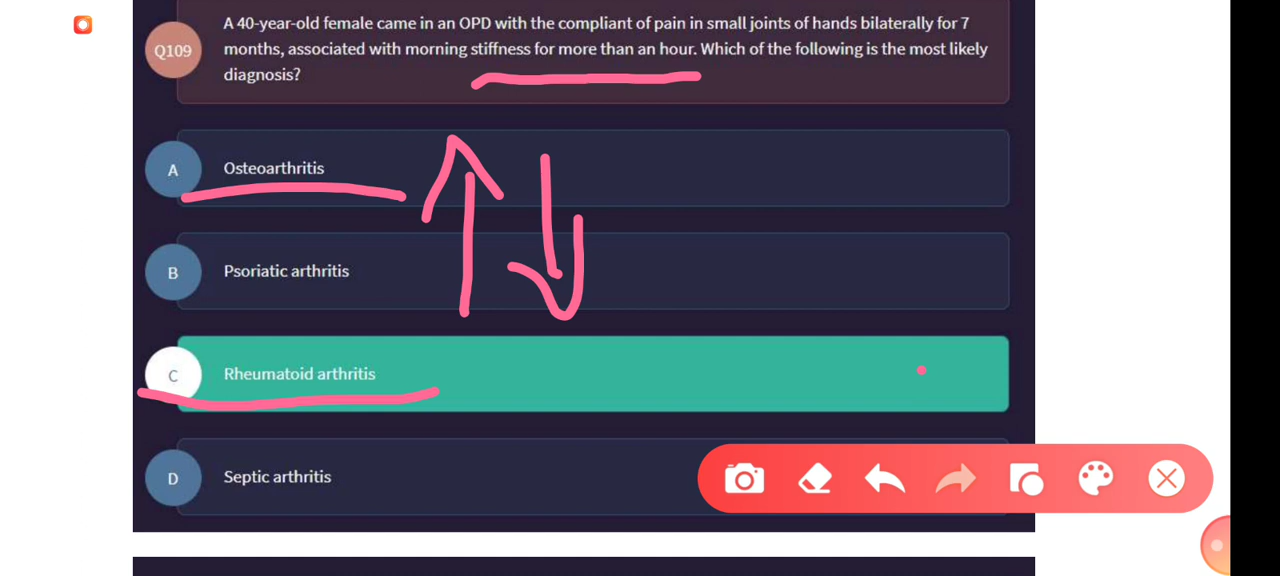 Q109
A 40-year-old female came in an OPD with the compliant of pain in small joints of hands bilaterally for 7
months, associated with morning stiffness for more than an hour. Which of the following is the most likely
diagnosis?
A
Osteoarthritis
B
Psoriatic arthritis
C
Rheumatoid arthritis
D
Septic arthritis